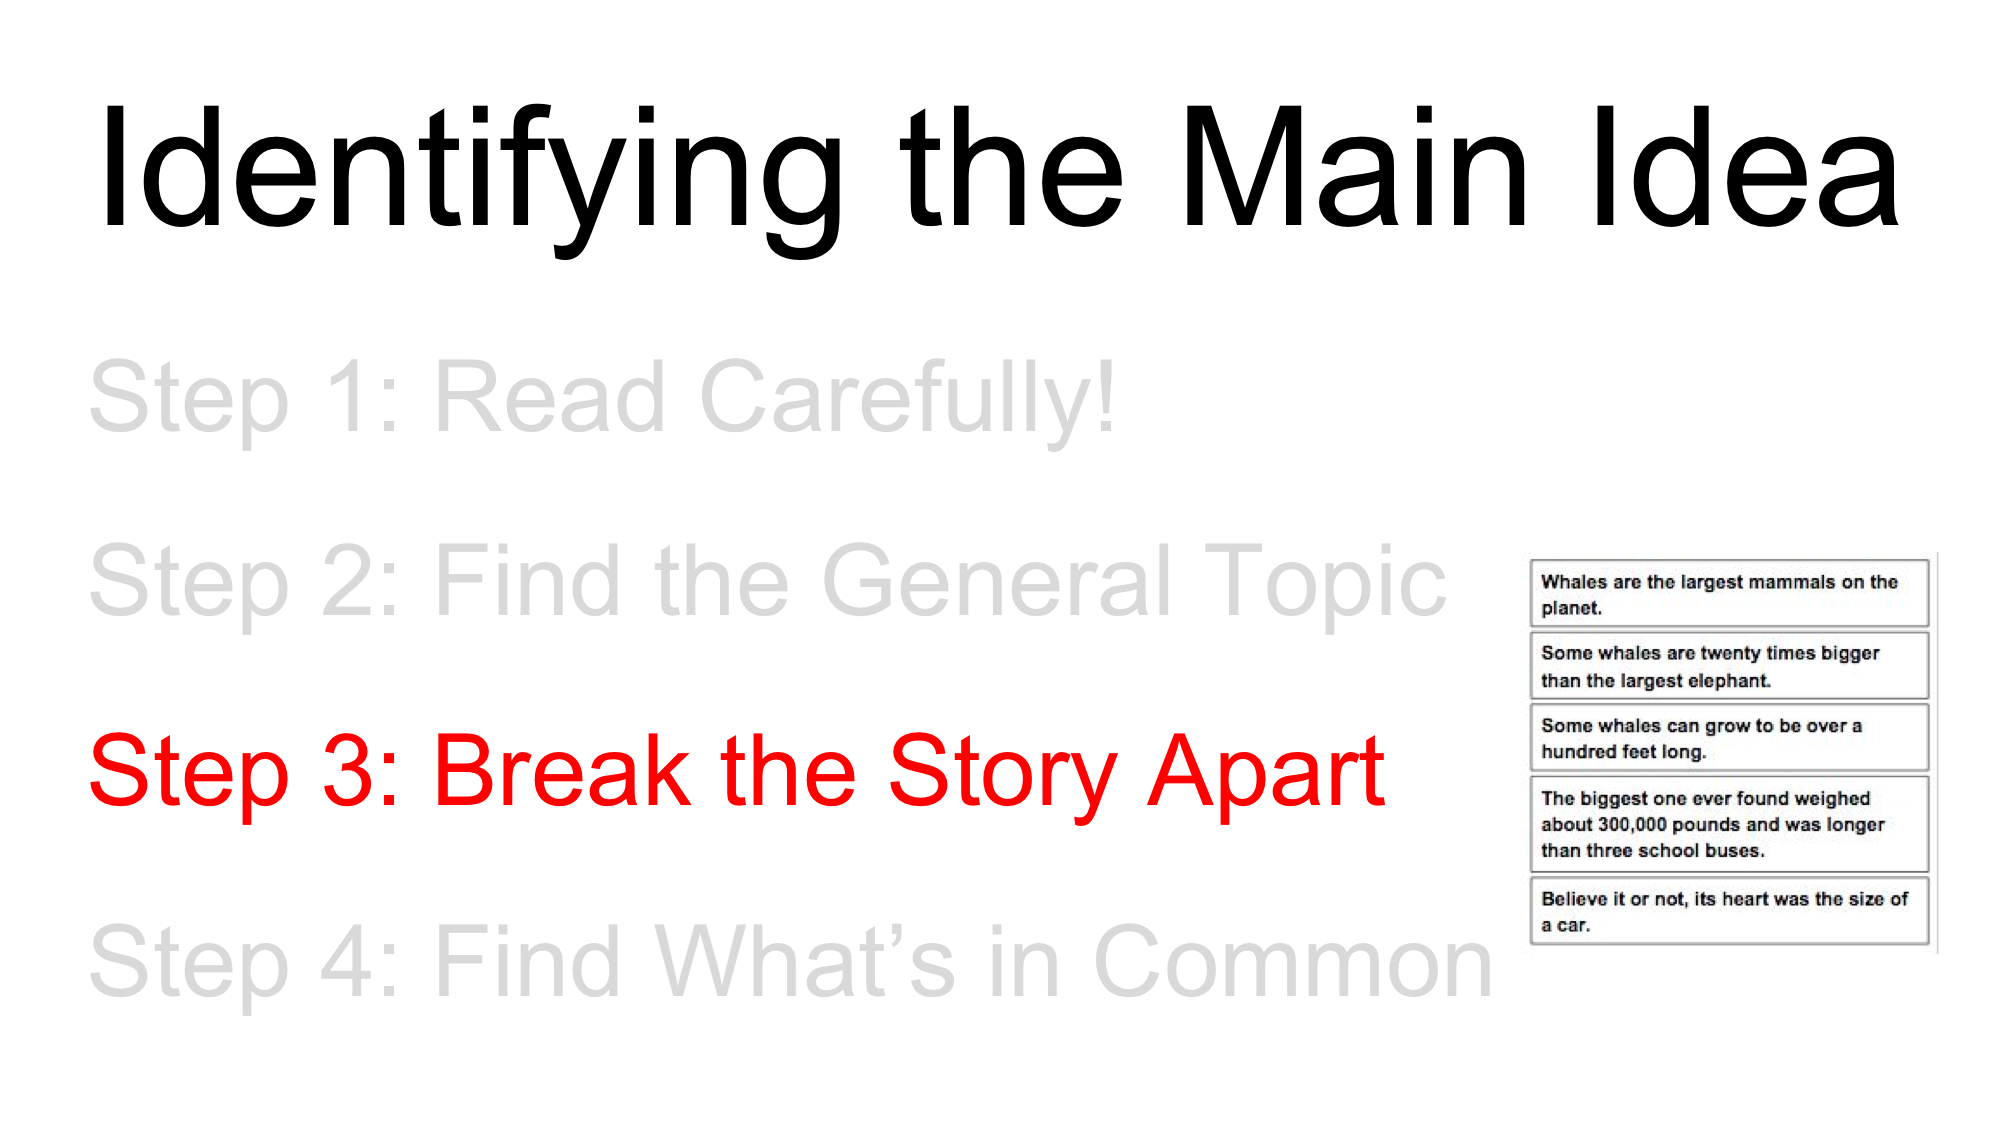 Identifying the Main Idea
Step 1: Read Carefully!
Step 2: Find the General Topic
Step 3: Break the Story Apart
Step 4: Find What’s in Common
Whales are the largest mammals on the
planet.
Some whales are twenty times bigger
than the largest elephant.
Some whales can grow to be over a
hundred feet long.
The biggest one ever found weighed
about 300,000 pounds and was longer
than three school buses.
Believe it or not, its heart was the size of
a car.